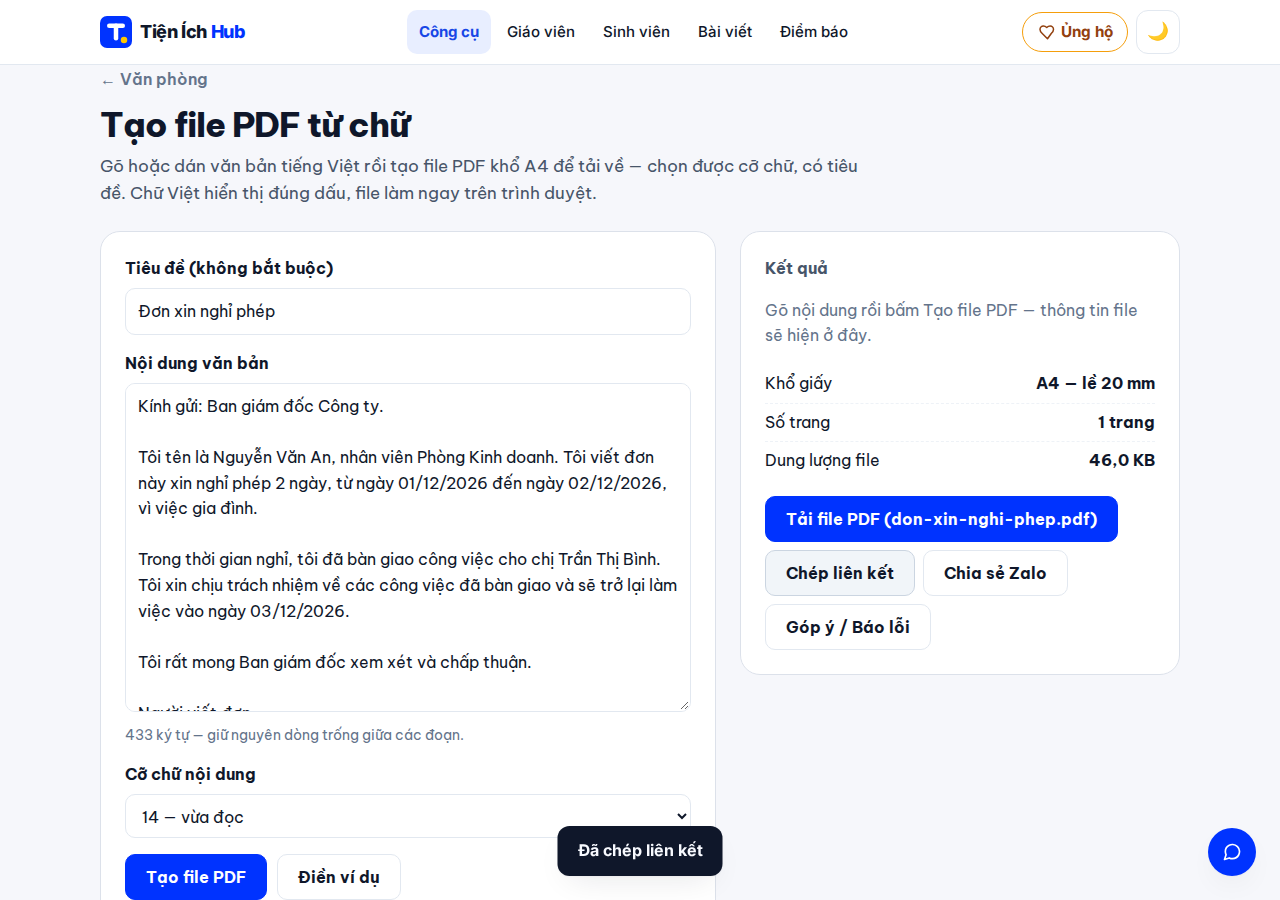 Tiện Ích Hub
Công cụ
Giáo viên
Sinh viên
Bài viết
Điểm báo
Ủng hộ
← Văn phòng
Tạo file PDF từ chữ
Gõ hoặc dán văn bản tiếng Việt rồi tạo file PDF khổ A4 để tải về — chọn được cỡ chữ, có tiêu
đề. Chữ Việt hiển thị đúng dấu, file làm ngay trên trình duyệt.
Tiêu đề (không bắt buộc)
Đơn xin nghỉ phép
Nội dung văn bản
Kính gửi: Ban giám đốc Công ty.
Tôi tên là Nguyễn Văn An, nhân viên Phòng Kinh doanh. Tôi viết đơn
này xin nghỉ phép 2 ngày, từ ngày 01/12/2026 đến ngày 02/12/2026,
vì việc gia đình.
Trong thời gian nghỉ, tôi đã bàn giao công việc cho chị Trần Thị Bình.
Tôi xin chịu trách nhiệm về các công việc đã bàn giao và sẽ trở lại làm
việc vào ngày 03/12/2026.
Tôi rất mong Ban giám đốc xem xét và chấp thuận.
Người viết đơn
433 ký tự — giữ nguyên dòng trống giữa các đoạn.
Cỡ chữ nội dung
14 — vừa đọc
Tạo file PDF
Điền ví dụ
Kết quả
Gõ nội dung rồi bấm Tạo file PDF — thông tin file
sẽ hiện ở đây.
Khổ giấy
A4 — lề 20 mm
Số trang
1 trang
Dung lượng file
46,0 KB
Tải file PDF (don-xin-nghi-phep.pdf)
Chép liên kết
Chia sẻ Zalo
Góp ý / Báo lỗi
Đã chép liên kết